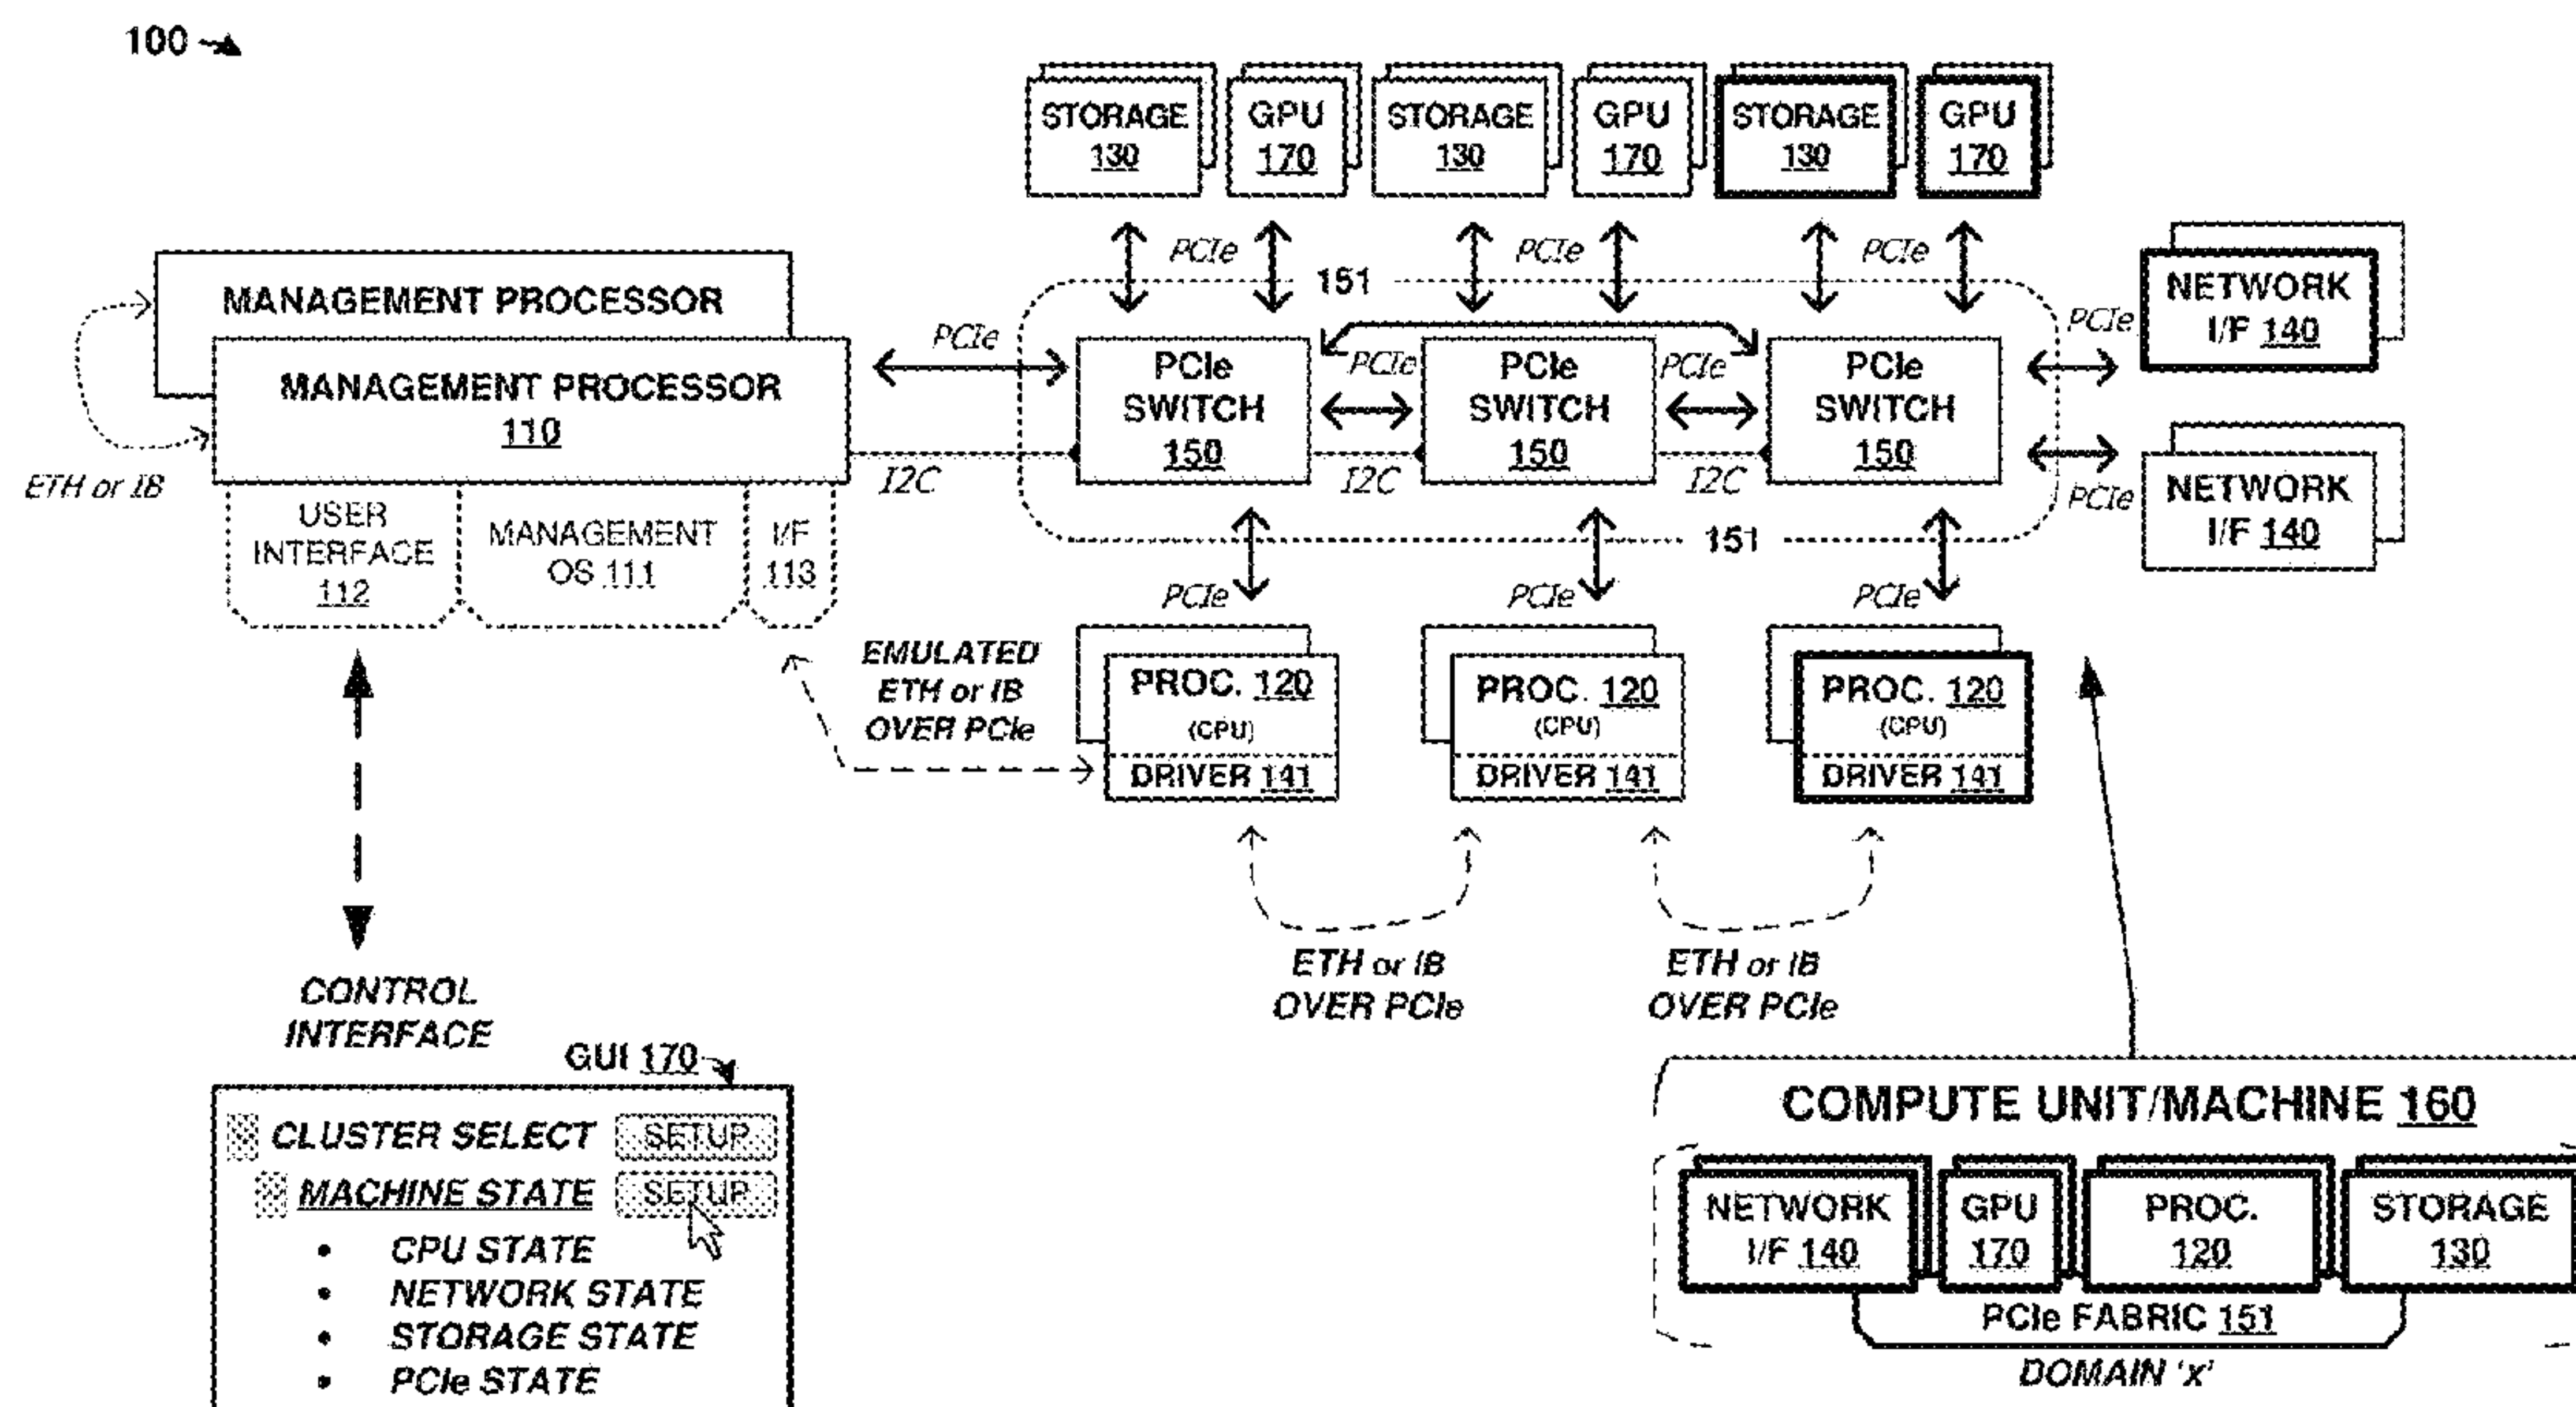 100
STORAGE
130
GPU
170
STORAGE
130
GPU
170
STORAGE
130
GPU
170
PCIe
PCIe
PCIe
151
MANAGEMENT PROCESSOR
MANAGEMENT PROCESSOR
110
ETH or IB
USER
INTERFACE
112
MANAGEMENT
OS 111
I/F
113
PCIe
I2C
PCIe
SWITCH
150
PCIe
I2C
PCIe
SWITCH
150
PCIe
I2C
PCIe
SWITCH
150
PCIe
NETWORK
I/F 140
PCIe
NETWORK
I/F 140
151
PCIe
PCIe
PCIe
EMULATED
ETH or IB
OVER PCIe
PROC. 120
(CPU)
DRIVER 141
PROC. 120
(CPU)
DRIVER 141
PROC. 120
(CPU)
DRIVER 141
ETH or IB
OVER PCIe
ETH or IB
OVER PCIe
CONTROL
INTERFACE
GUI 170
CLUSTER SELECT SETUP
MACHINE STATE SETUP
• CPU STATE
• NETWORK STATE
• STORAGE STATE
• PCIe STATE
COMPUTE UNIT/MACHINE 160
NETWORK
I/F 140
GPU
170
PROC.
120
STORAGE
130
PCIe FABRIC 151
DOMAIN 'x'